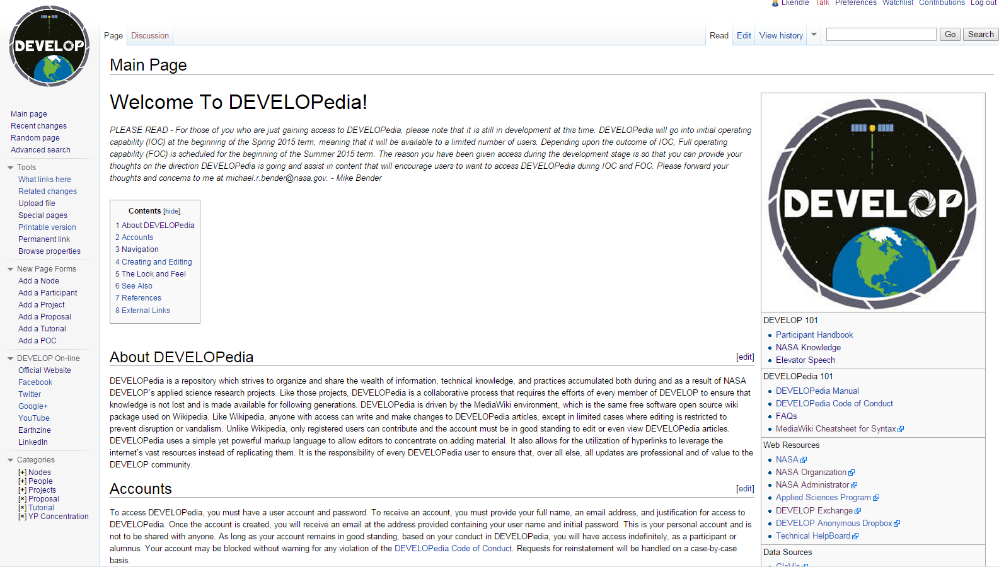 DEVELOP
Lkendle Talk Preferences Watchlist Contributions Log out
Page Discussion
Read Edit View history Go Search
Main page
Recent changes
Random page
Advanced search
Tools
What links here
Related changes
Upload file
Special pages
Printable version
Permanent link
Browse properties
New Page Forms
Add a Node
Add a Participant
Add a Project
Add a Proposal
Add a Tutorial
Add a POC
DEVELOP On-line
Official Website
Facebook
Twitter
Google+
YouTube
Earthzine
LinkedIn
Categories
[+] Nodes
[+] People
[+] Projects
[×] Proposal
[×] Tutorial
[×] YP Concentration
Main Page
Welcome To DEVELOPedia!
PLEASE READ - For those of you who are just gaining access to DEVELOPedia, please note that it is still in development at this time. DEVELOPedia will go into initial operating
capability (IOC) at the beginning of the Spring 2015 term, meaning that it will be available to a limited number of users. Depending upon the outcome of IOC, Full operating
capability (FOC) is scheduled for the beginning of the Summer 2015 term. The reason you have been given access during the development stage is so that you can provide your
thoughts on the direction DEVELOPedia is going and assist in content that will encourage users to want to access DEVELOPedia during IOC and FOC. Please forward your
thoughts and concerns to me at michael.r.bender@nasa.gov. - Mike Bender
Contents [hide]
1 About DEVELOPedia
2 Accounts
3 Navigation
4 Creating and Editing
5 The Look and Feel
6 See Also
7 References
8 External Links
About DEVELOPedia [edit]
DEVELOPedia is a repository which strives to organize and share the wealth of information, technical knowledge, and practices accumulated both during and as a result of NASA
DEVELOP's applied science research projects. Like those projects, DEVELOPedia is a collaborative process that requires the efforts of every member of DEVELOP to ensure that
knowledge is not lost and is made available for following generations. DEVELOPedia is driven by the MediaWiki environment, which is the same free software open source wiki
package used on Wikipedia. Like Wikipedia, anyone with access can write and make changes to DEVELOPedia articles, except in limited cases where editing is restricted to
prevent disruption or vandalism. Unlike Wikipedia, only registered users can contribute and the account must be in good standing to edit or even view DEVELOPedia articles.
DEVELOPedia uses a simple yet powerful markup language to allow editors to concentrate on adding material. It also allows for the utilization of hyperlinks to leverage the
internet's vast resources instead of replicating them. It is the responsibility of every DEVELOPedia user to ensure that, over all else, all updates are professional and of value to the
DEVELOP community.
Accounts [edit]
To access DEVELOPedia, you must have a user account and password. To receive an account, you must provide your full name, an email address, and justification for access to
DEVELOPedia. Once the account is created, you will receive an email at the address provided containing your user name and initial password. This is your personal account and is
not to be shared with anyone. As long as your account remains in good standing, based on your conduct in DEVELOPedia, you will have access indefinitely, as a participant or
alumnus. Your account may be blocked without warning for any violation of the DEVELOPedia Code of Conduct. Requests for reinstatement will be handled on a case-by-case
basis.
DEVELOP
DEVELOP 101
Participant Handbook
NASA Knowledge
Elevator Speech
DEVELOPedia 101
DEVELOPedia Manual
DEVELOPedia Code of Conduct
FAQs
MediaWiki Cheatsheet for Syntax
Web Resources
NASA
NASA Organization
NASA Administrator
Applied Sciences Program
DEVELOP Exchange
DEVELOP Anonymous Dropbox
Technical HelpBoard
Data Sources
GloVis